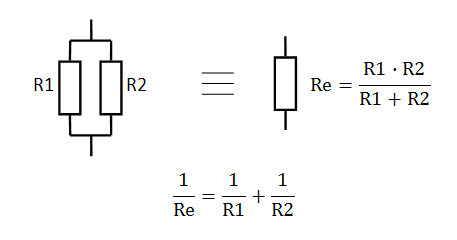 R1 R2 Re = R1 · R2 / R1 + R2
1/Re = 1/R1 + 1/R2